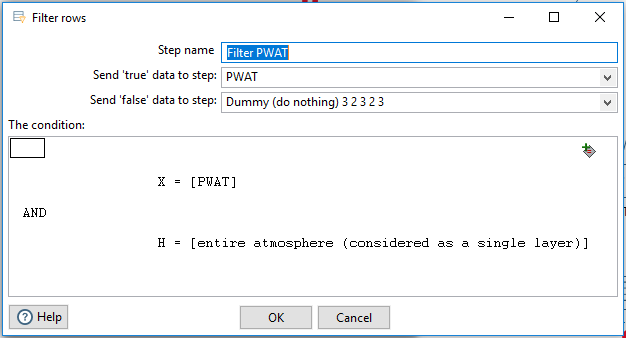 Filter rows
Step name Filter PWAT
Send 'true' data to step: PWAT
Send 'false' data to step: Dummy (do nothing) 3 2 3 2 3
The condition:
X = [PWAT]
AND
H = [entire atmosphere (considered as a single layer)]
Help OK Cancel